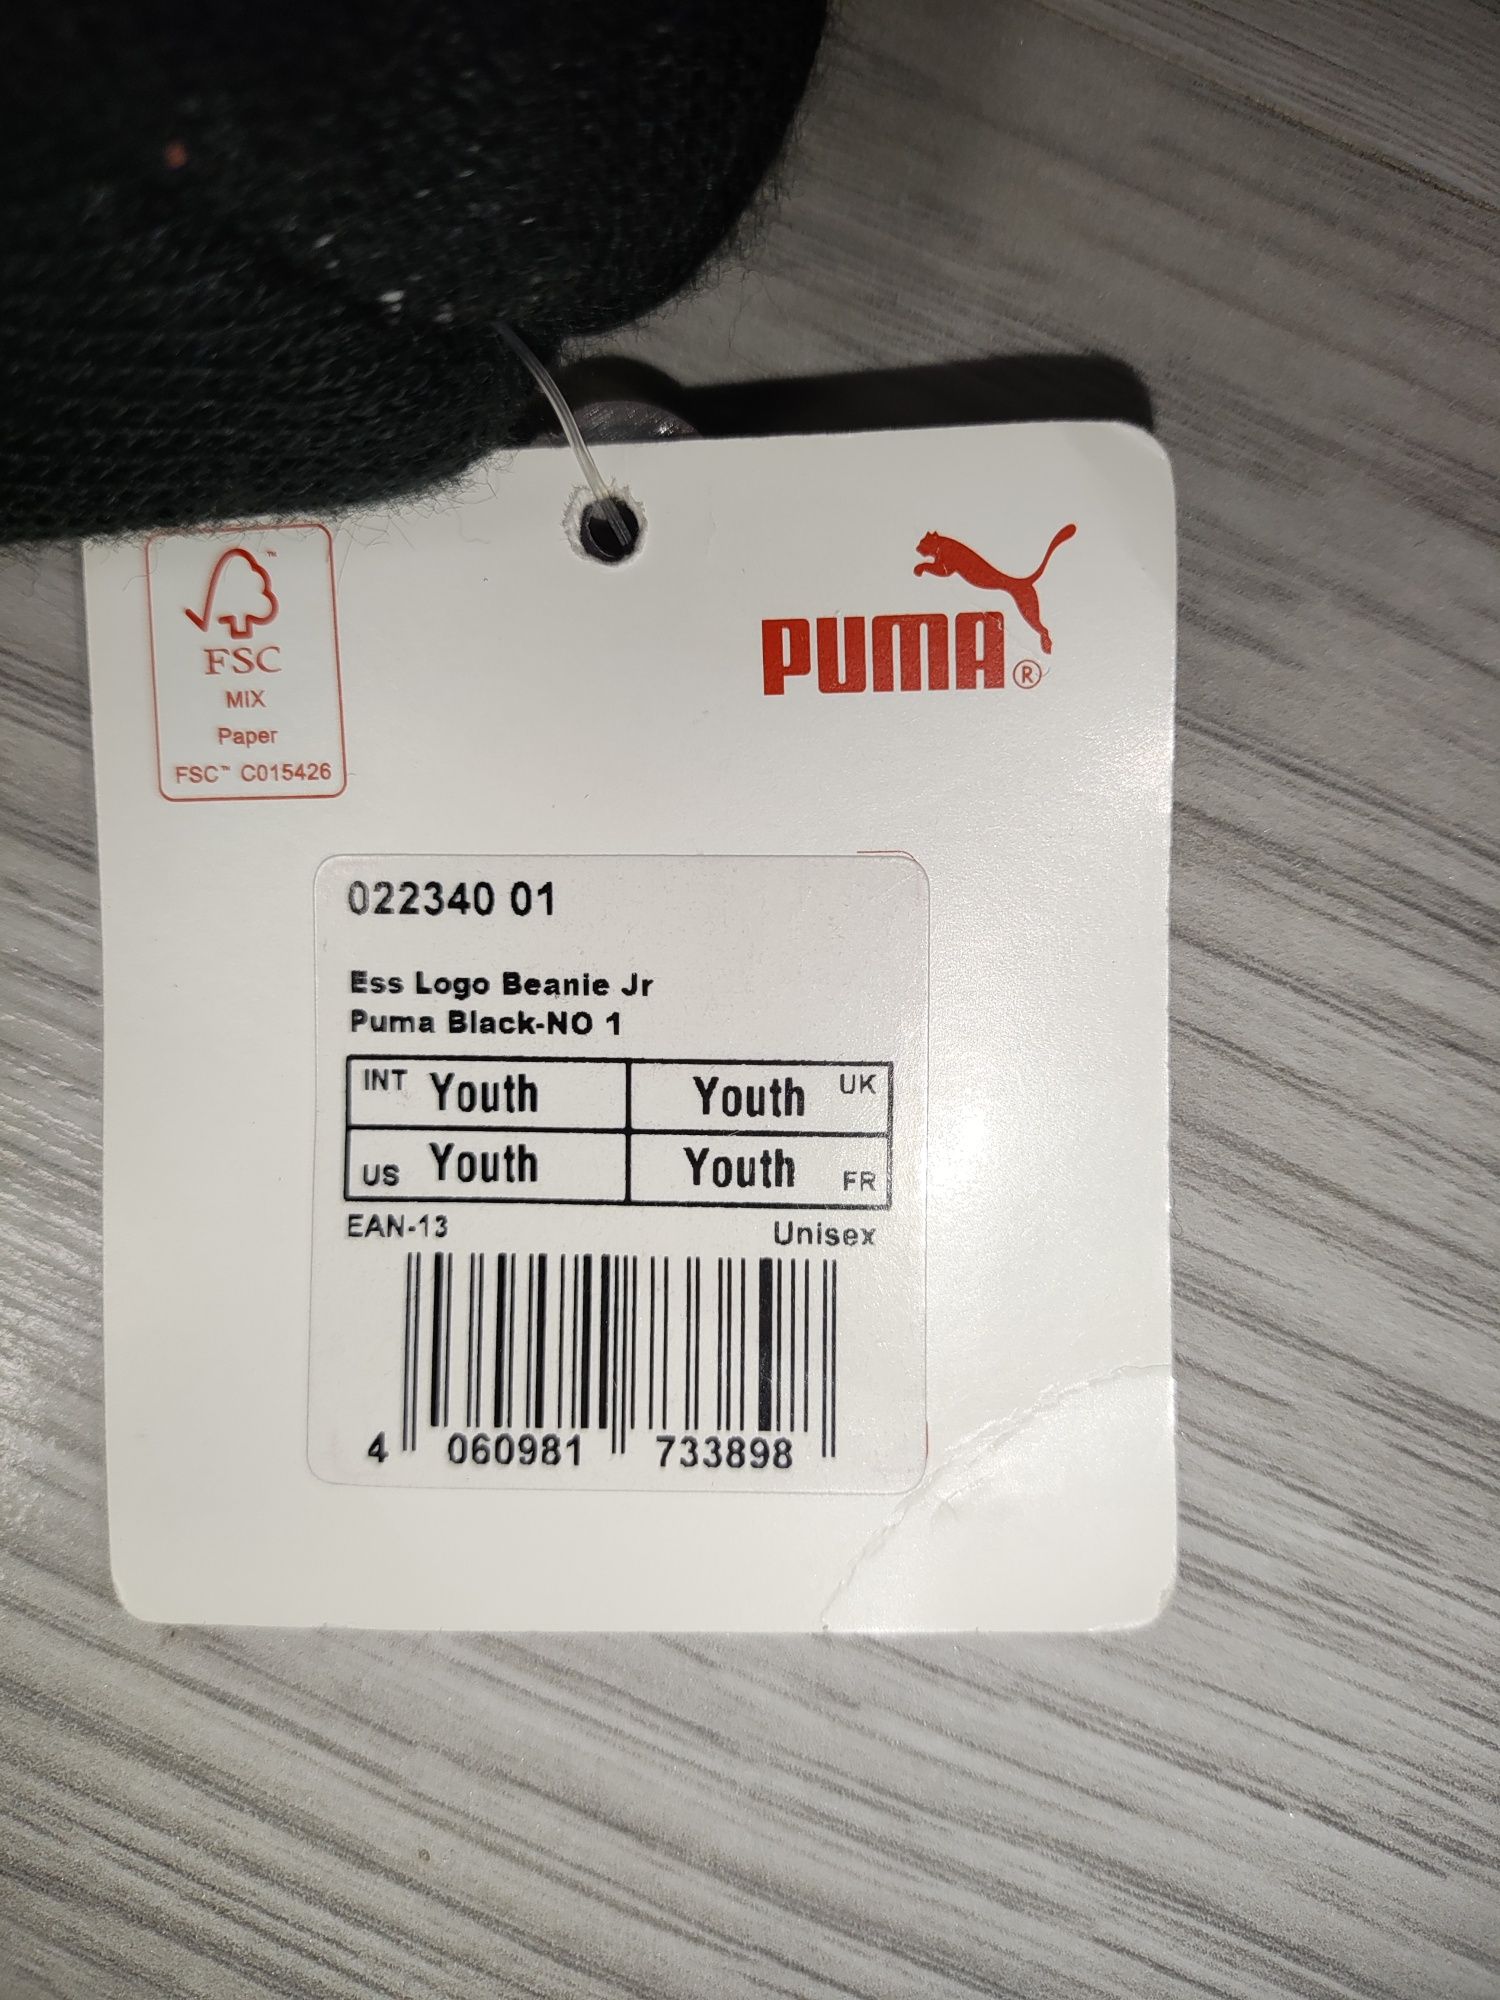 FSC™
MIX
Paper
FSC™ C015426
PUMA®
022340 01
Ess Logo Beanie Jr
Puma Black-NO 1
INT Youth Youth UK
US Youth Youth FR
EAN-13 Unisex
4 060981 733898